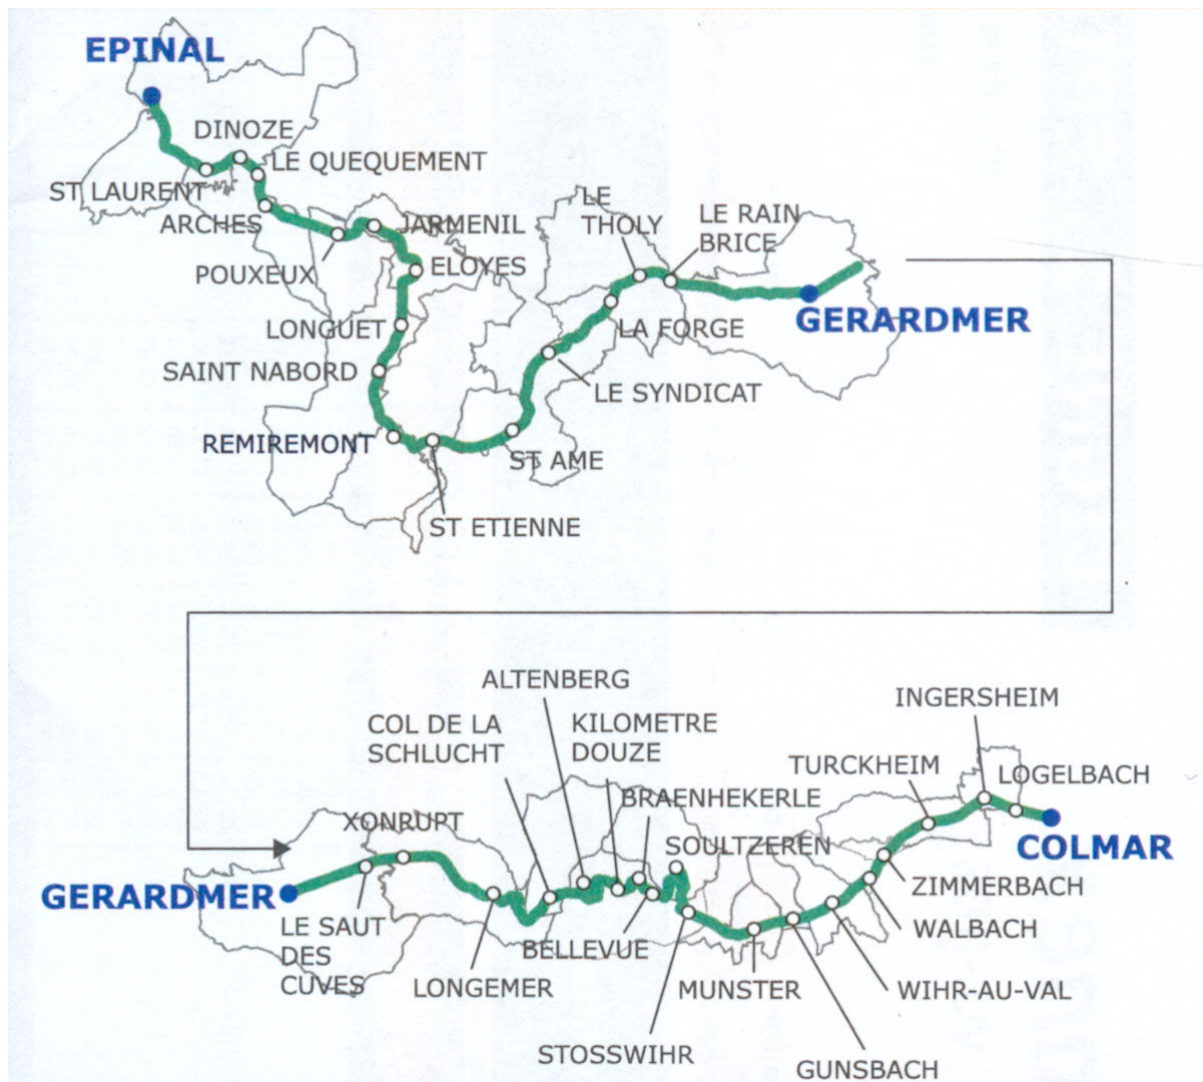 EPINAL
DINOZE
LE QUEQUEMENT
ST LAURENT
ARCHES
JARMENIL
POUXEUX
ELOYES
LONGUET
SAINT NABORD
REMIREMONT
ST ETIENNE
ST AME
LE SYNDICAT
LA FORGE
LE
THOLY
LE RAIN
BRICE
GERARDMER
GERARDMER
LE SAUT
DES
CUVES
XONRUPT
LONGEMER
COL DE LA
SCHLUCHT
ALTENBERG
KILOMETRE
DOUZE
BRAENHEKERLE
BELLEVUE
SOULTZEREN
STOSSWIHR
MUNSTER
GUNSBACH
WIHR-AU-VAL
WALBACH
ZIMMERBACH
TURCKHEIM
INGERSHEIM
LOGELBACH
COLMAR